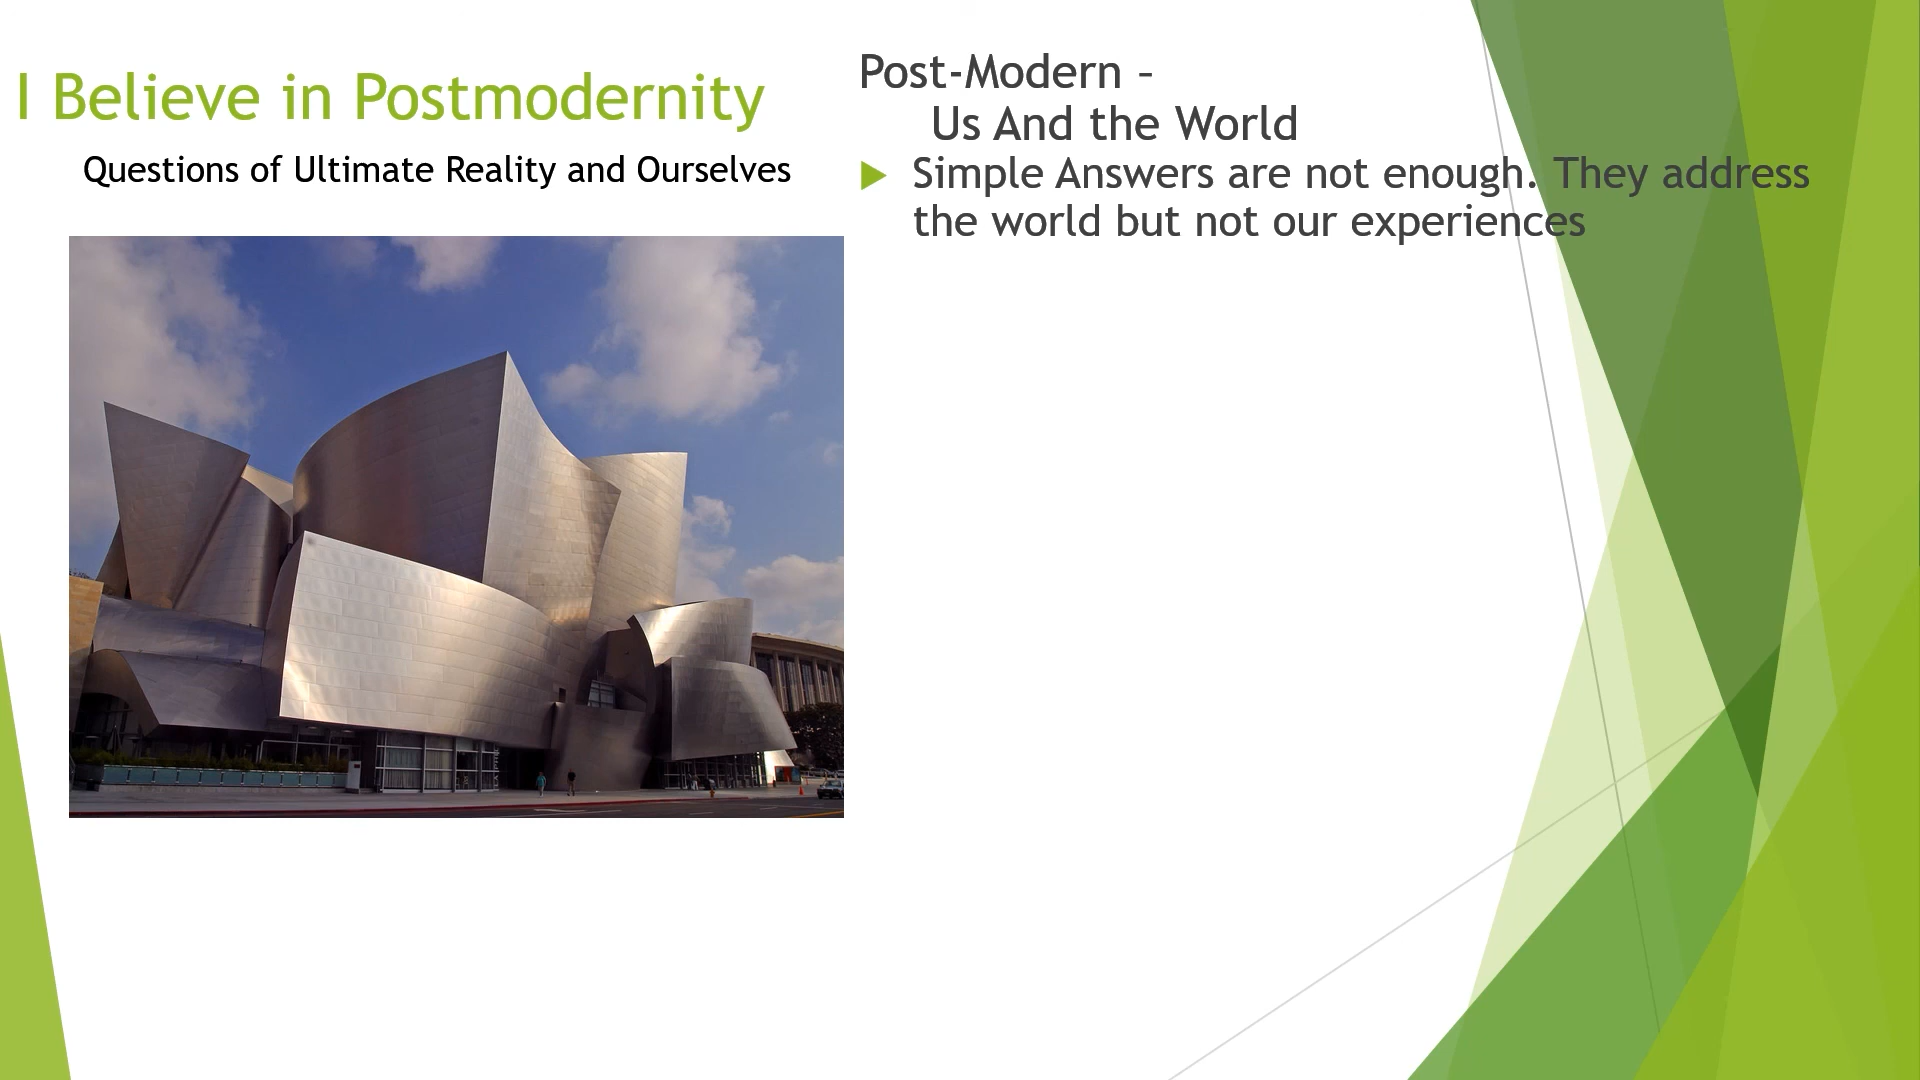 I Believe in Postmodernity
Questions of Ultimate Reality and Ourselves
Post-Modern –
Us And the World
Simple Answers are not enough. They address
the world but not our experiences